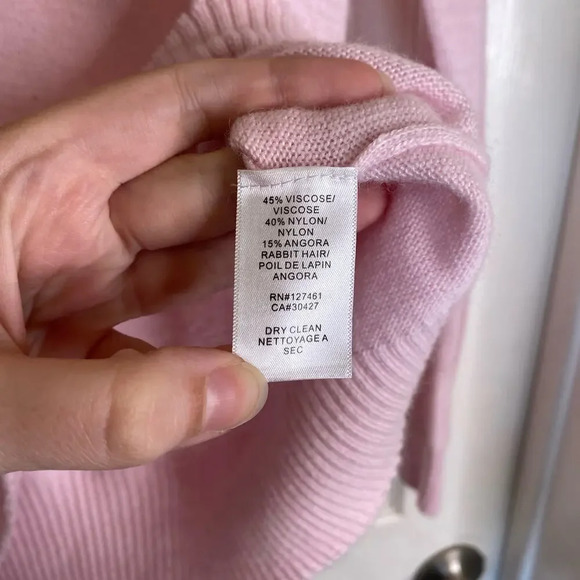 45% VISCOSE/
VISCOSE
40% NYLON/
NYLON
15% ANGORA
RABBIT HAIR/
POIL DE LAPIN
ANGORA
RN#127461
CA#30427
DRY CLEAN
NETTOYAGE A
SEC